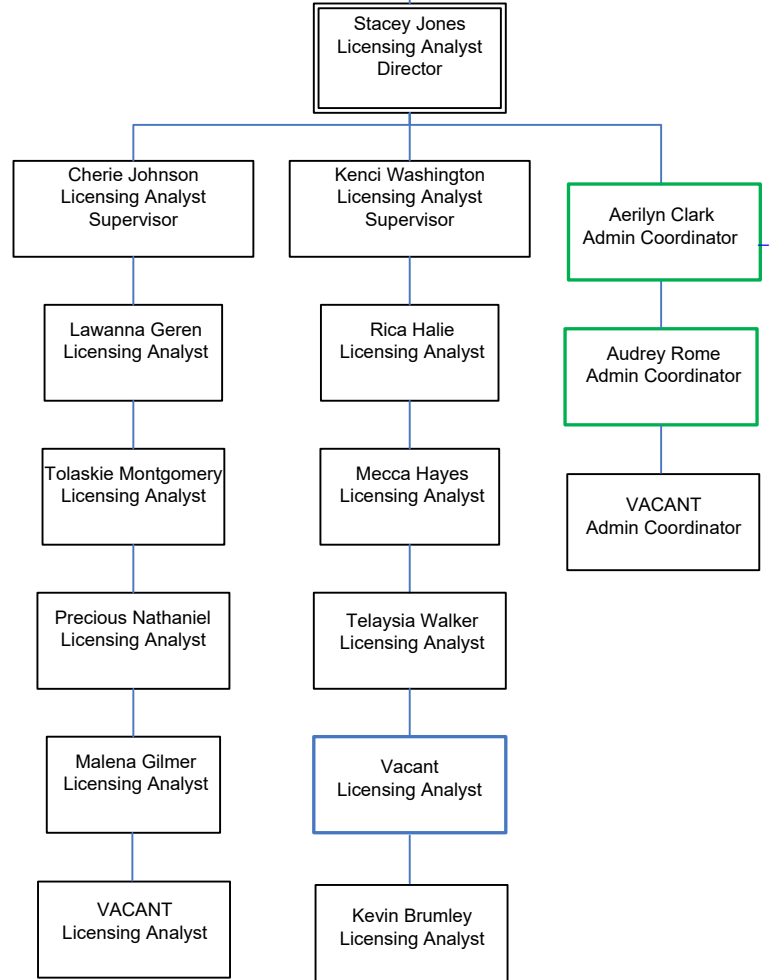 Stacey Jones
Licensing Analyst
Director
Cherie Johnson
Licensing Analyst
Supervisor
Kenci Washington
Licensing Analyst
Supervisor
Aerilyn Clark
Admin Coordinator
Lawanna Geren
Licensing Analyst
Rica Halie
Licensing Analyst
Audrey Rome
Admin Coordinator
Tolaskie Montgomery
Licensing Analyst
Mecca Hayes
Licensing Analyst
VACANT
Admin Coordinator
Precious Nathaniel
Licensing Analyst
Telaysia Walker
Licensing Analyst
Malena Gilmer
Licensing Analyst
Vacant
Licensing Analyst
VACANT
Licensing Analyst
Kevin Brumley
Licensing Analyst